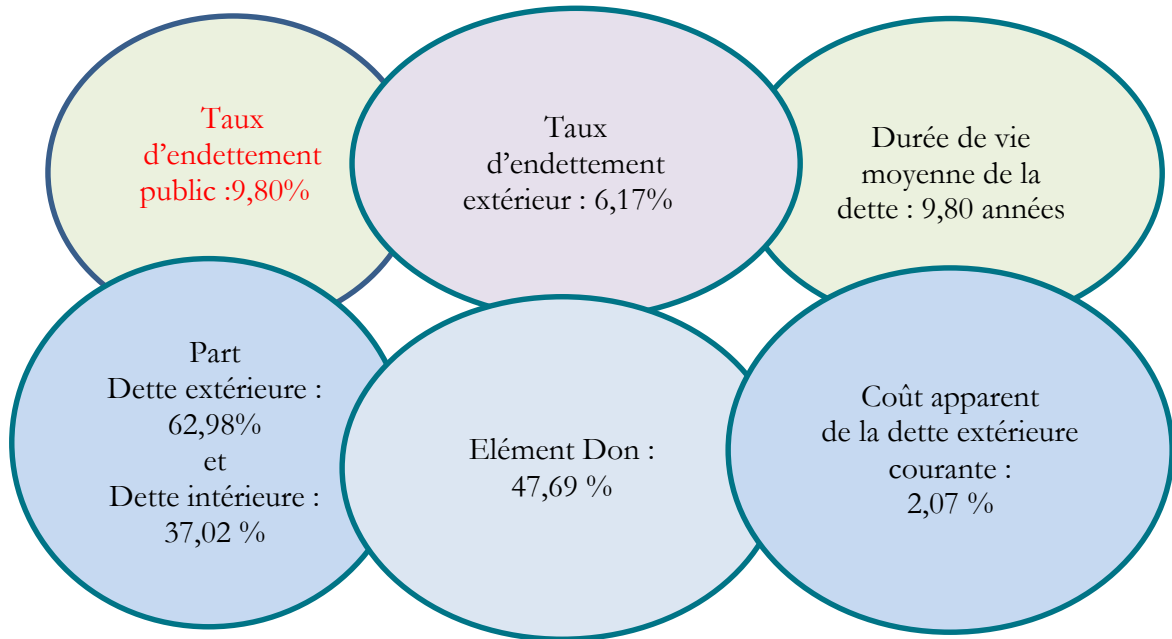 Taux
d'endettement
public :9,80%
Taux
d'endettement
extérieur : 6,17%
Durée de vie
moyenne de la
dette : 9,80 années
Part
Dette extérieure :
62,98%
et
Dette intérieure :
37,02 %
Elément Don :
47,69 %
Coût apparent
de la dette extérieure
courante :
2,07 %